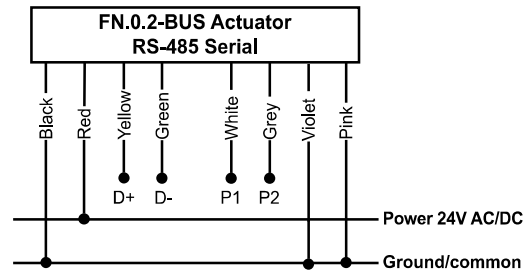 FN.0.2-BUS Actuator
RS-485 Serial
Black
Red
Yellow
Green
White
Grey
Violet
Pink
D+
D-
P1
P2
Power 24V AC/DC
Ground/common